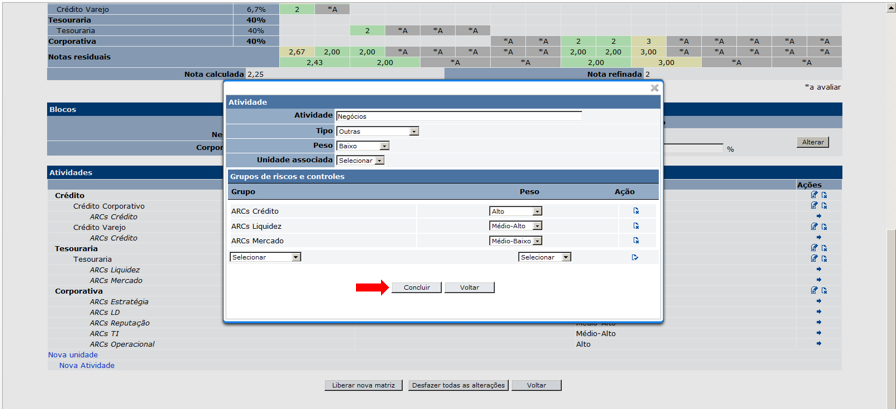 Crédito Varejo 6,7% 2 *A
Tesouraria 40%
Tesouraria 40% 2 *A *A *A
Corporativa 40% *A *A 2 2 3 *A *A *A *A *A
Notas residuais 2,67 2,00 2,00 *A *A *A *A *A 2,00 2,00 3,00 *A *A *A *A *A
2,43 2,00 *A 2,00 3,00 *A *A
Nota calculada 2,25 Nota refinada 2
*a avaliar
Atividade
Atividade Negócios
Tipo Outras
Peso Baixo
Unidade associada Selecionar
Grupos de riscos e controles
Grupo Peso Ação
ARCs Crédito Alto
ARCs Liquidez Médio-Alto
ARCs Mercado Médio-Baixo
Selecionar Selecionar
Concluir Voltar
Blocos
Ne
Corpor % Alterar
Atividades
Ações
Crédito
Crédito Corporativo
ARCs Crédito
Crédito Varejo
ARCs Crédito
Tesouraria
Tesouraria
ARCs Liquidez
ARCs Mercado
Corporativa
ARCs Estratégia
ARCs LD
ARCs Reputação Médio-Alto
ARCs TI Médio-Alto
ARCs Operacional Alto
Nova unidade
Nova Atividade
Liberar nova matriz Desfazer todas as alterações Voltar